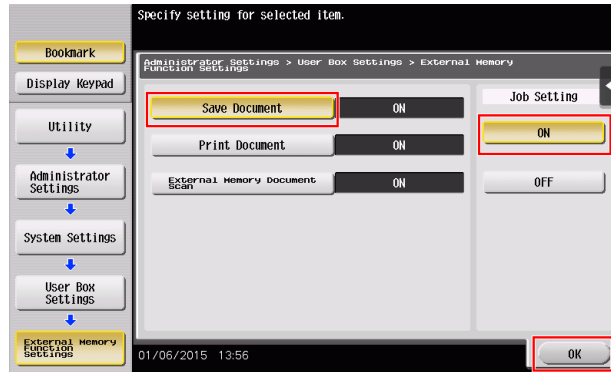 Specify setting for selected item.
Bookmark
Display Keypad
Utility
Administrator
Settings
System Settings
User Box
Settings
External Memory
Function
Settings
Administrator Settings > User Box Settings > External Memory
Function Settings
Save Document
ON
Print Document
ON
External Memory Document
Scan
ON
Job Setting
ON
OFF
01/06/2015 13:56
OK